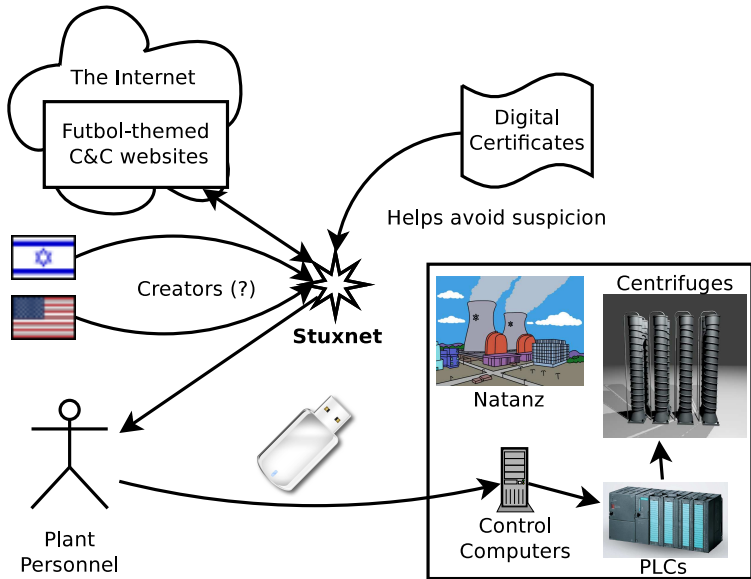 The Internet
Futbol-themed
C&C websites
Digital
Certificates
Helps avoid suspicion
Creators (?)
Stuxnet
Centrifuges
Natanz
Plant
Personnel
Control
Computers
PLCs